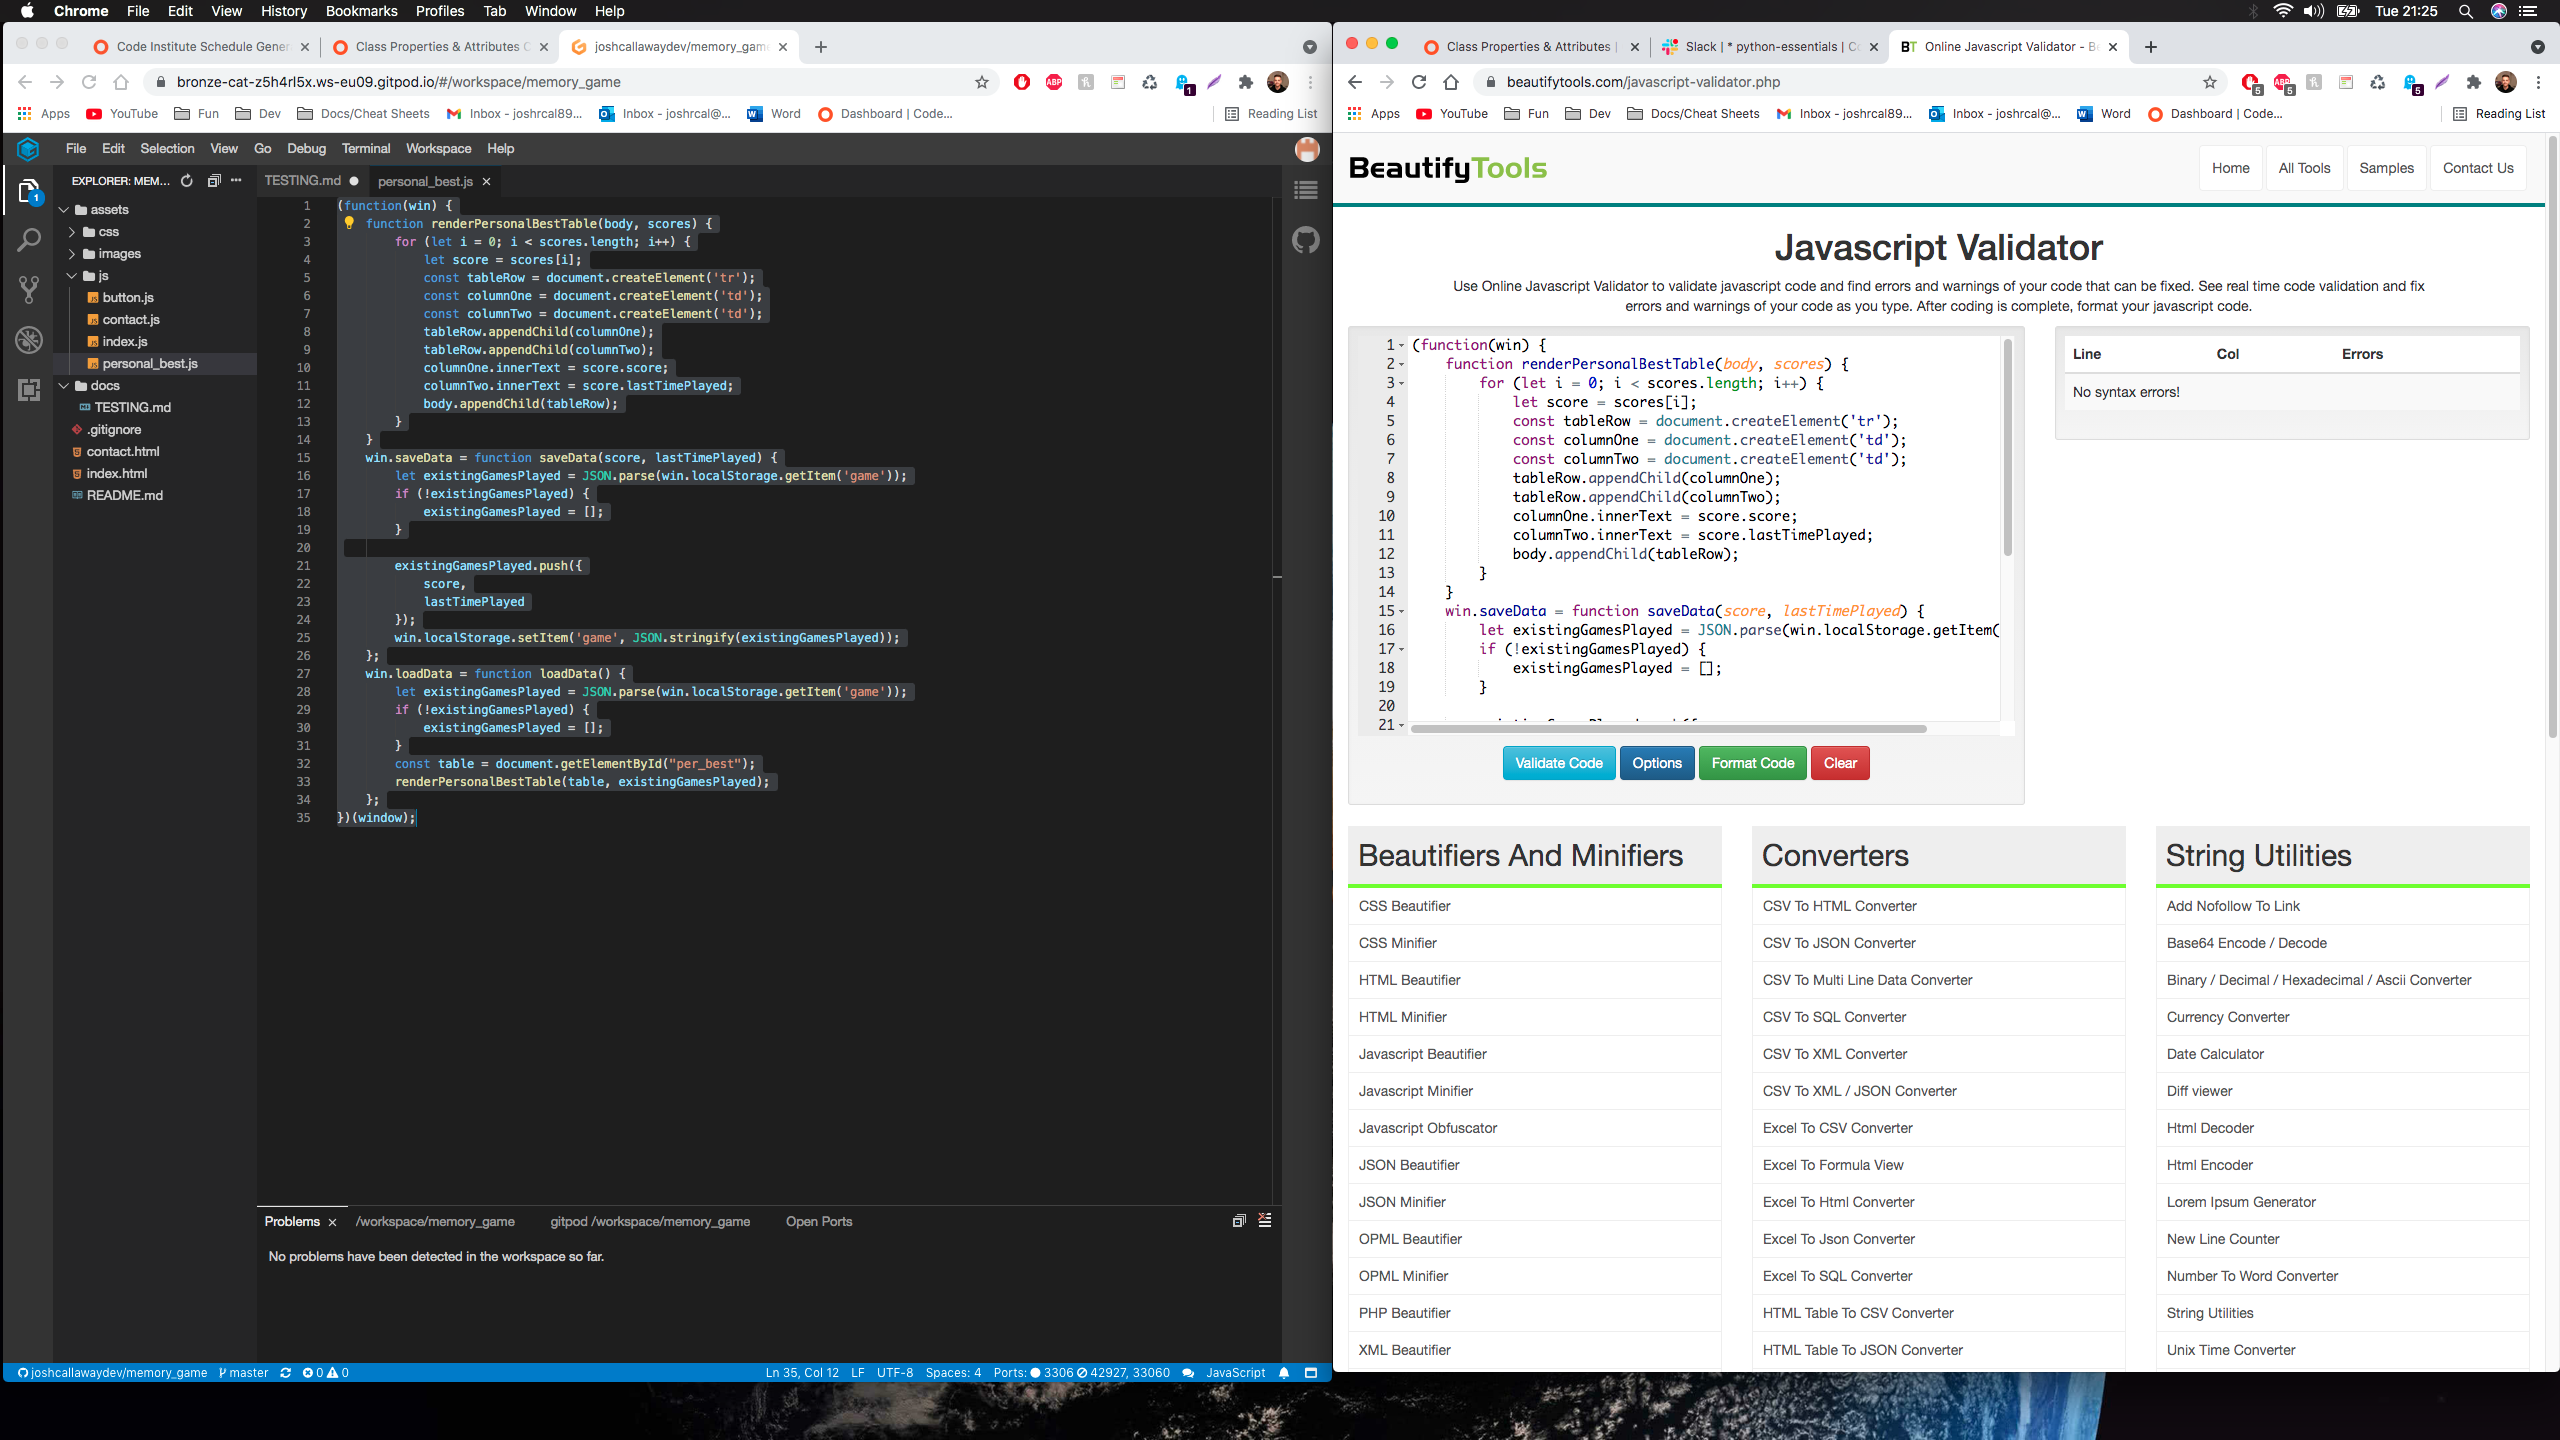 Chrome File Edit View History Bookmarks Profiles Tab Window Help
Tue 21:25
Code Institute Schedule Gener
Class Properties & Attributes C
joshcallawaydev/memory_game
bronze-cat-z5h4rl5x.ws-eu09.gitpod.io/#/workspace/memory_game
ABP
1
Apps YouTube Fun Dev Docs/Cheat Sheets Inbox - joshrcal89... Inbox - joshrcal@... Word Dashboard | Code... Reading List
File Edit Selection View Go Debug Terminal Workspace Help
1
EXPLORER: MEM...
assets
css
images
js
button.js
contact.js
index.js
personal_best.js
docs
TESTING.md
.gitignore
contact.html
index.html
README.md
TESTING.md
personal_best.js
1 (function(win) {
2 function renderPersonalBestTable(body, scores) {
3 for (let i = 0; i < scores.length; i++) {
4 let score = scores[i];
5 const tableRow = document.createElement('tr');
6 const columnOne = document.createElement('td');
7 const columnTwo = document.createElement('td');
8 tableRow.appendChild(columnOne);
9 tableRow.appendChild(columnTwo);
10 columnOne.innerText = score.score;
11 columnTwo.innerText = score.lastTimePlayed;
12 body.appendChild(tableRow);
13 }
14 }
15 win.saveData = function saveData(score, lastTimePlayed) {
16 let existingGamesPlayed = JSON.parse(win.localStorage.getItem('game'));
17 if (!existingGamesPlayed) {
18 existingGamesPlayed = [];
19 }
20
21 existingGamesPlayed.push({
22 score,
23 lastTimePlayed
24 });
25 win.localStorage.setItem('game', JSON.stringify(existingGamesPlayed));
26 };
27 win.loadData = function loadData() {
28 let existingGamesPlayed = JSON.parse(win.localStorage.getItem('game'));
29 if (!existingGamesPlayed) {
30 existingGamesPlayed = [];
31 }
32 const table = document.getElementById("per_best");
33 renderPersonalBestTable(table, existingGamesPlayed);
34 };
35 })(window);
Problems
/workspace/memory_game
gitpod /workspace/memory_game
Open Ports
No problems have been detected in the workspace so far.
joshcallawaydev/memory_game master 0 0
Ln 35, Col 12 LF UTF-8 Spaces: 4 Ports: 3306 42927, 33060 JavaScript
Class Properties & Attributes |
Slack | * python-essentials | Co
BT Online Javascript Validator - Be
beautifytools.com/javascript-validator.php
5
ABP
5
5
Apps YouTube Fun Dev Docs/Cheat Sheets Inbox - joshrcal89... Inbox - joshrcal@... Word Dashboard | Code... Reading List
BeautifyTools
Home All Tools Samples Contact Us
Javascript Validator
Use Online Javascript Validator to validate javascript code and find errors and warnings of your code that can be fixed. See real time code validation and fix
errors and warnings of your code as you type. After coding is complete, format your javascript code.
1 (function(win) {
2 function renderPersonalBestTable(body, scores) {
3 for (let i = 0; i < scores.length; i++) {
4 let score = scores[i];
5 const tableRow = document.createElement('tr');
6 const columnOne = document.createElement('td');
7 const columnTwo = document.createElement('td');
8 tableRow.appendChild(columnOne);
9 tableRow.appendChild(columnTwo);
10 columnOne.innerText = score.score;
11 columnTwo.innerText = score.lastTimePlayed;
12 body.appendChild(tableRow);
13 }
14 }
15 win.saveData = function saveData(score, lastTimePlayed) {
16 let existingGamesPlayed = JSON.parse(win.localStorage.getItem(
17 if (!existingGamesPlayed) {
18 existingGamesPlayed = [];
19 }
20
21
Line Col Errors
No syntax errors!
Validate Code Options Format Code Clear
Beautifiers And Minifiers
CSS Beautifier
CSS Minifier
HTML Beautifier
HTML Minifier
Javascript Beautifier
Javascript Minifier
Javascript Obfuscator
JSON Beautifier
JSON Minifier
OPML Beautifier
OPML Minifier
PHP Beautifier
XML Beautifier
Converters
CSV To HTML Converter
CSV To JSON Converter
CSV To Multi Line Data Converter
CSV To SQL Converter
CSV To XML Converter
CSV To XML / JSON Converter
Excel To CSV Converter
Excel To Formula View
Excel To Html Converter
Excel To Json Converter
Excel To SQL Converter
HTML Table To CSV Converter
HTML Table To JSON Converter
String Utilities
Add Nofollow To Link
Base64 Encode / Decode
Binary / Decimal / Hexadecimal / Ascii Converter
Currency Converter
Date Calculator
Diff viewer
Html Decoder
Html Encoder
Lorem Ipsum Generator
New Line Counter
Number To Word Converter
String Utilities
Unix Time Converter